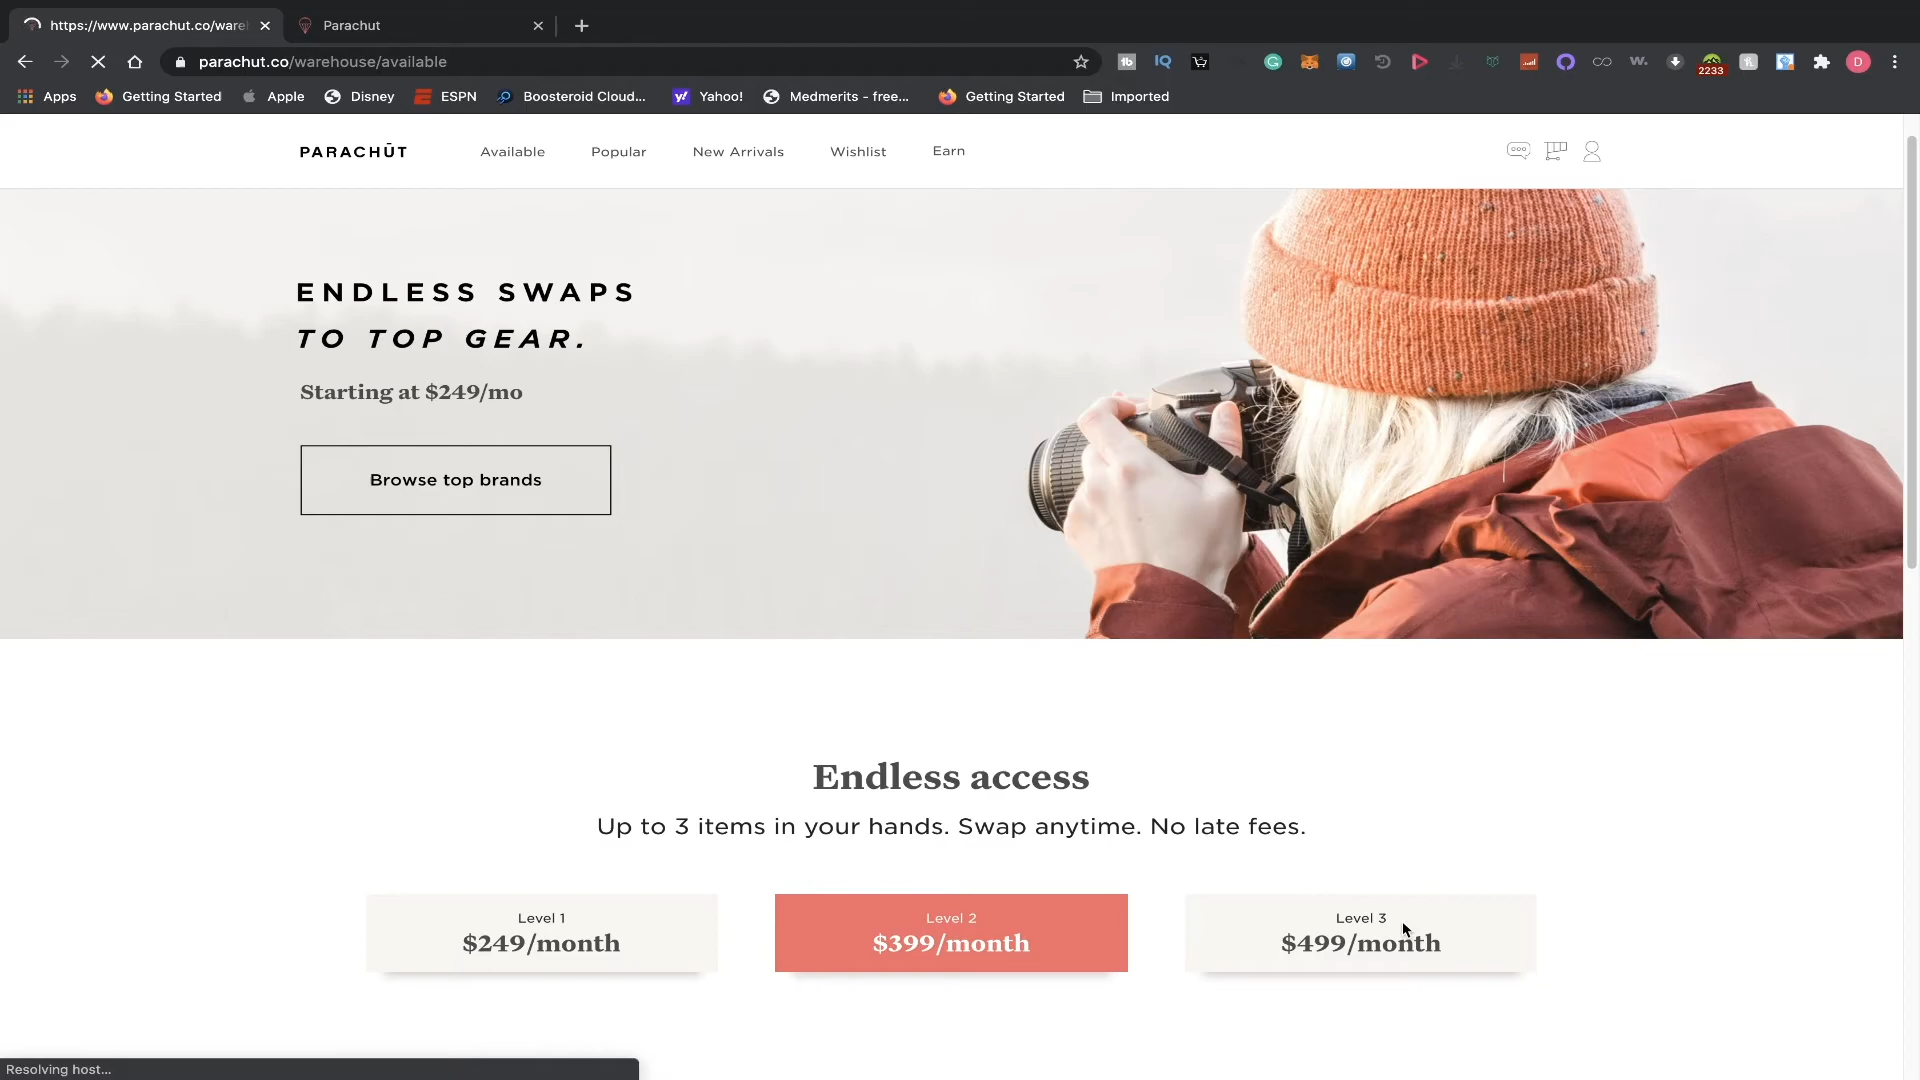 https://www.parachut.co/ware
Parachut
parachut.co/warehouse/available
2233
D
Apps
Getting Started
Apple
Disney
ESPN
Boosteroid Cloud...
Yahoo!
Medmerits - free...
Getting Started
Imported
PARACHŪT
Available
Popular
New Arrivals
Wishlist
Earn
ENDLESS SWAPS
TO TOP GEAR.
Starting at $249/mo
Browse top brands
Endless access
Up to 3 items in your hands. Swap anytime. No late fees.
Level 1
$249/month
Level 2
$399/month
Level 3
$499/month
Resolving host...